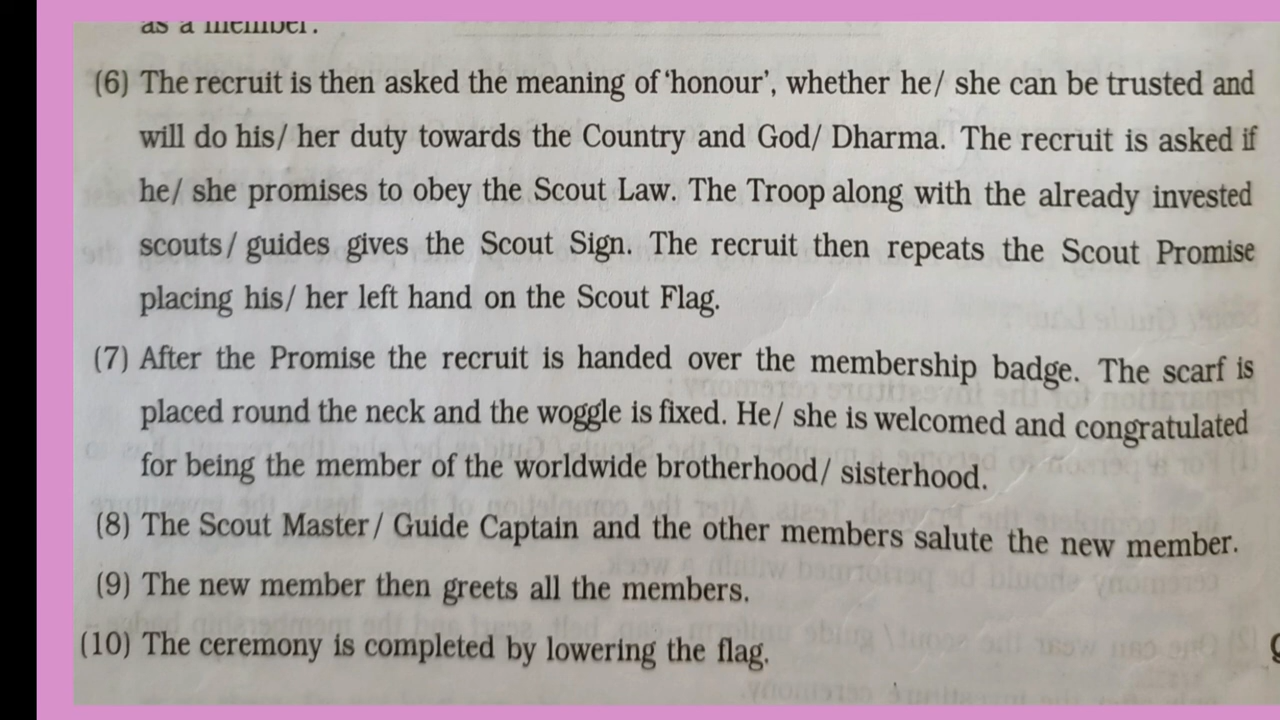 as a member.
(6) The recruit is then asked the meaning of ‘honour’, whether he/ she can be trusted and
will do his/ her duty towards the Country and God/ Dharma. The recruit is asked if
he/ she promises to obey the Scout Law. The Troop along with the already invested
scouts/ guides gives the Scout Sign. The recruit then repeats the Scout Promise
placing his/ her left hand on the Scout Flag.
(7) After the Promise the recruit is handed over the membership badge. The scarf is
placed round the neck and the woggle is fixed. He/ she is welcomed and congratulated
for being the member of the worldwide brotherhood/ sisterhood.
(8) The Scout Master/ Guide Captain and the other members salute the new member.
(9) The new member then greets all the members.
(10) The ceremony is completed by lowering the flag.